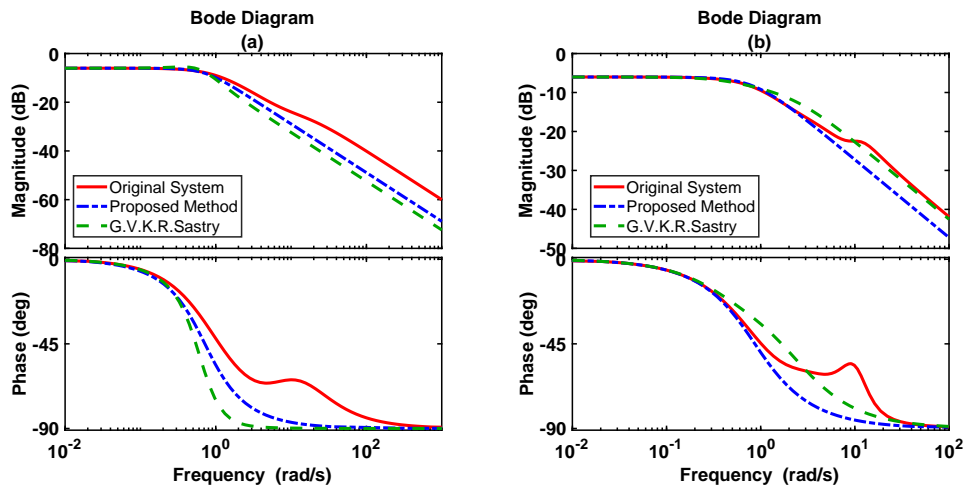 Bode Diagram
(a)
0
-20
-40
-60
-80
Magnitude (dB)
Original System
Proposed Method
G.V.K.R.Sastry
0
-45
-90
Phase (deg)
10^-2
10^0
10^2
Frequency (rad/s)
Bode Diagram
(b)
0
-10
-20
-30
-40
-50
Magnitude (dB)
Original System
Proposed Method
G.V.K.R.Sastry
0
-45
-90
Phase (deg)
10^-2
10^-1
10^0
10^1
10^2
Frequency (rad/s)